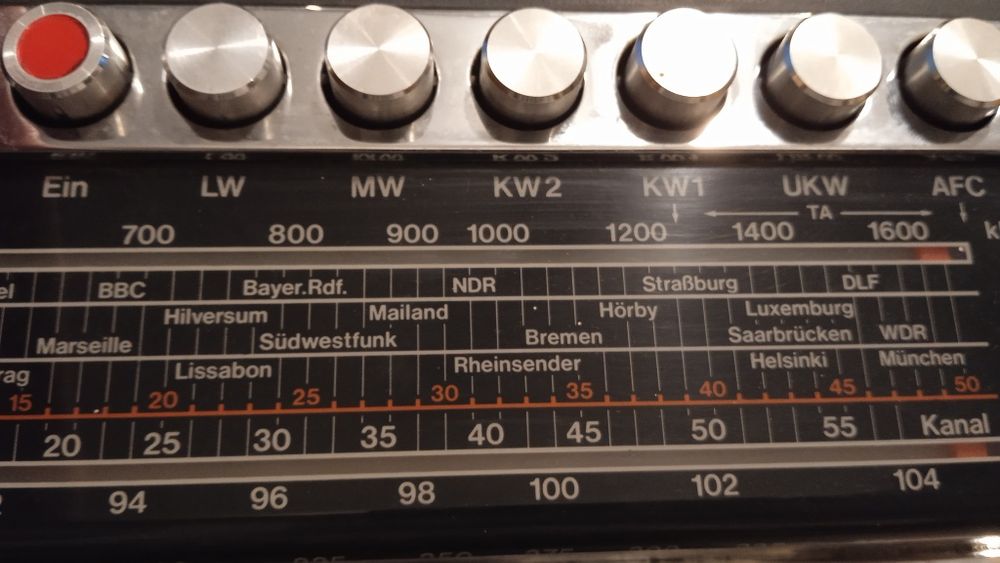 Ein LW MW KW2 KW1 UKW AFC
TA
700 800 900 1000 1200 1400 1600
BBC Bayer.Rdf. NDR Straßburg DLF
Hilversum Mailand Hörby Luxemburg
Marseille Südwestfunk Bremen Saarbrücken WDR
Lissabon Rheinsender Helsinki München
15 20 25 30 35 40 45 50
20 25 30 35 40 45 50 55 Kanal
94 96 98 100 102 104